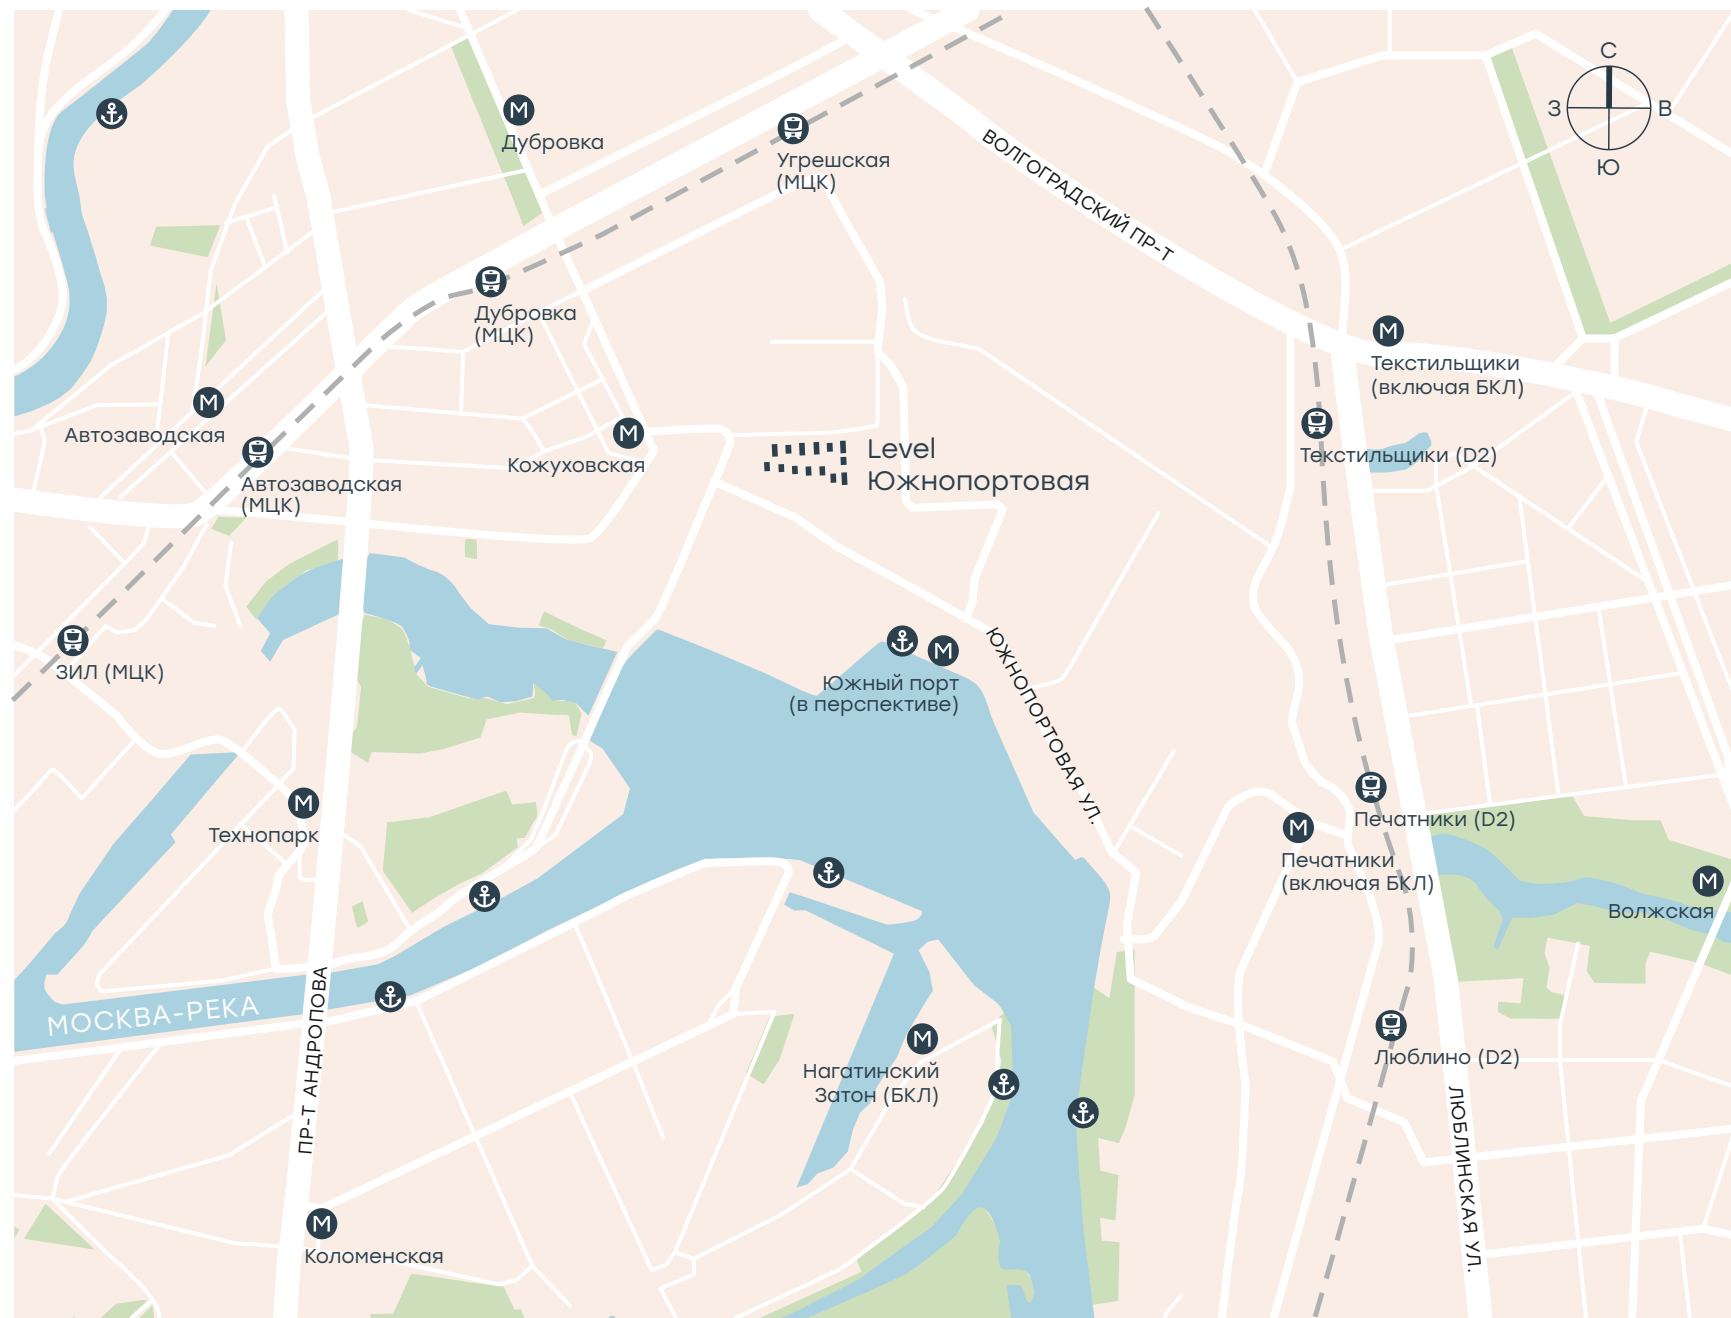 С
З
В
Ю
М
Дубровка
Угрешская
(МЦК)
ВОЛГОГРАДСКИЙ ПР-Т
Дубровка
(МЦК)
М
Текстильщики
(включая БКЛ)
М
Автозаводская
М
Кожуховская
Level
Южнопортовая
Текстильщики (D2)
Автозаводская
(МЦК)
ЗИЛ (МЦК)
М
Южный порт
(в перспективе)
ЮЖНОПОРТОВАЯ УЛ.
М
Технопарк
Печатники (D2)
М
Печатники
(включая БКЛ)
М
Волжская
МОСКВА-РЕКА
ПР-Т АНДРОПОВА
М
Нагатинский
Затон (БКЛ)
Люблино (D2)
ЛЮБЛИНСКАЯ УЛ.
М
Коломенская